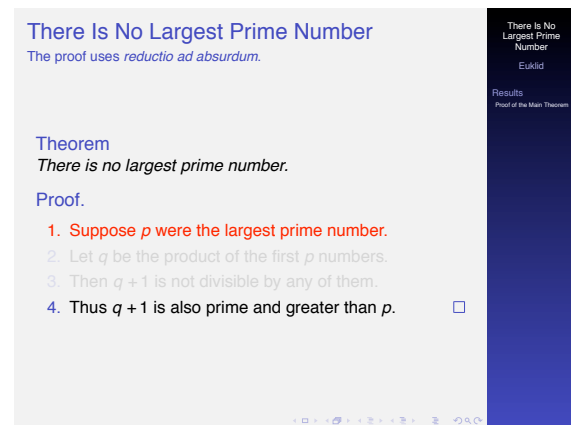 There Is No Largest Prime Number
The proof uses reductio ad absurdum.
Theorem
There is no largest prime number.
Proof.
1. Suppose p were the largest prime number.
2. Let q be the product of the first p numbers.
3. Then q + 1 is not divisible by any of them.
4. Thus q + 1 is also prime and greater than p.
There Is No
Largest Prime
Number
Euklid
Results
Proof of the Main Theorem